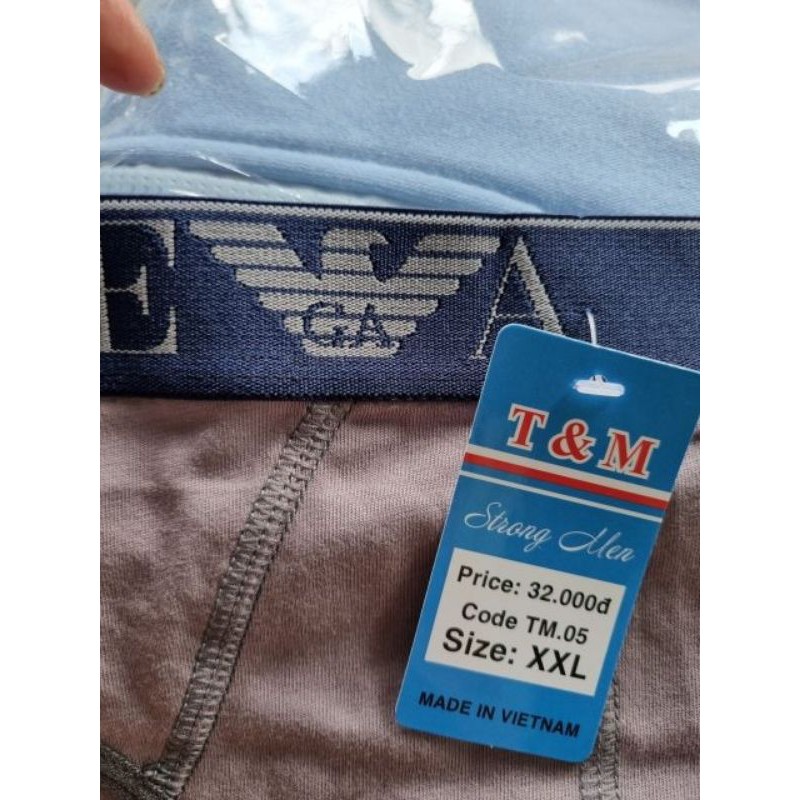 E GA A
T & M
Strong Men
Price: 32.000đ
Code TM.05
Size: XXL
MADE IN VIETNAM